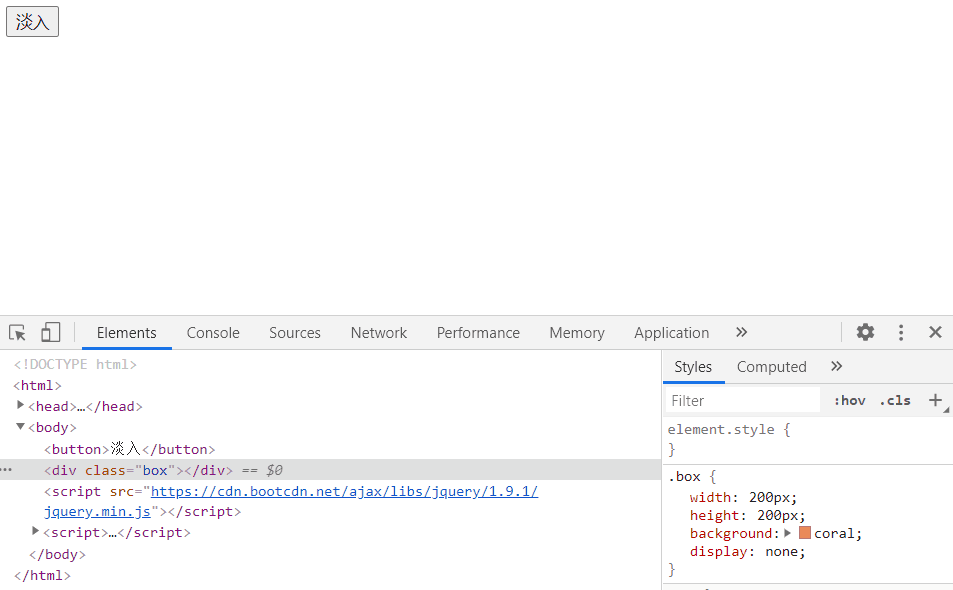 淡入
Elements Console Sources Network Performance Memory Application »
<!DOCTYPE html>
<html>
<head>…</head>
<body>
<button>淡入</button>
<div class="box"></div> == $0
<script src="https://cdn.bootcdn.net/ajax/libs/jquery/1.9.1/
jquery.min.js"></script>
<script>…</script>
</body>
</html>
Styles Computed »
Filter :hov .cls +
element.style {
}
.box {
width: 200px;
height: 200px;
background: coral;
display: none;
}